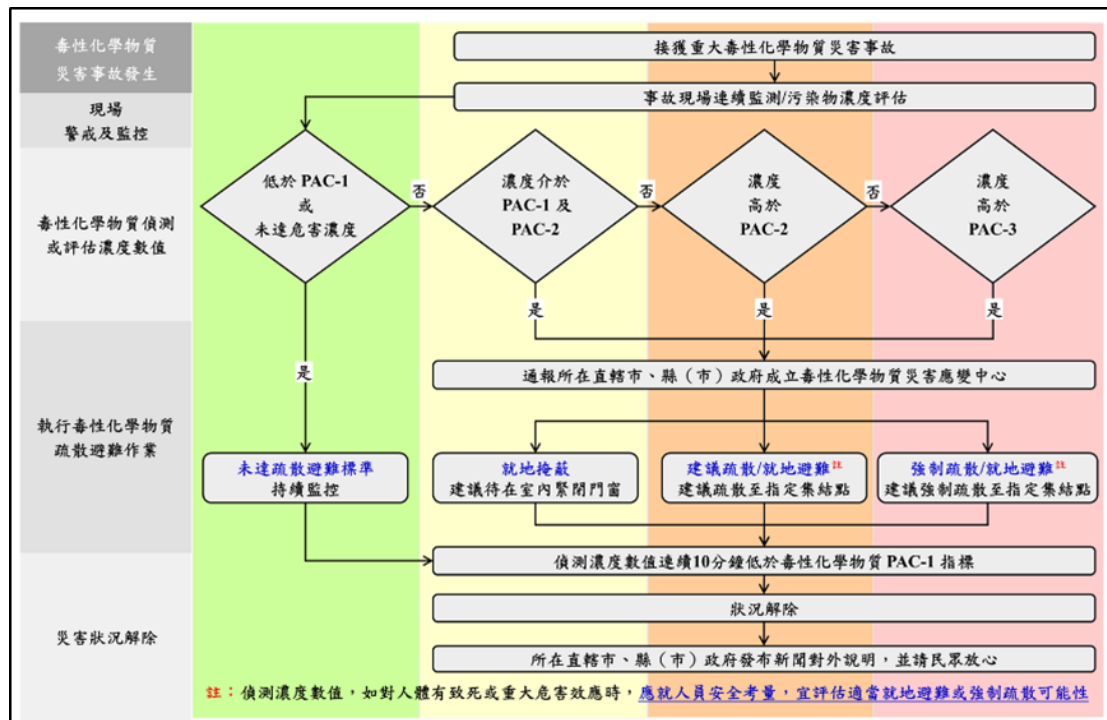 毒性化學物質
災害事故發生
接獲重大毒性化學物質災害事故
現場
警戒及監控
事故現場連續監測/污染物濃度評估
毒性化學物質偵測
或評估濃度數值
低於 PAC-1
或
未達危害濃度
否
濃度介於
PAC-1 及
PAC-2
否
濃度
高於
PAC-2
否
濃度
高於
PAC-3
是
是
是
是
執行毒性化學物質
疏散避難作業
通報所在直轄市、縣（市）政府成立毒性化學物質災害應變中心
未達疏散避難標準
持續監控
就地掩蔽
建議待在室內緊閉門窗
建議疏散/就地避難註
建議疏散至指定集結點
強制疏散/就地避難註
建議強制疏散至指定集結點
災害狀況解除
偵測濃度數值連續10分鐘低於毒性化學物質 PAC-1 指標
狀況解除
所在直轄市、縣（市）政府發布新聞對外說明，並請民眾放心
註：偵測濃度數值，如對人體有致死或重大危害效應時，應就人員安全考量，宜評估適當就地避難或強制疏散可能性